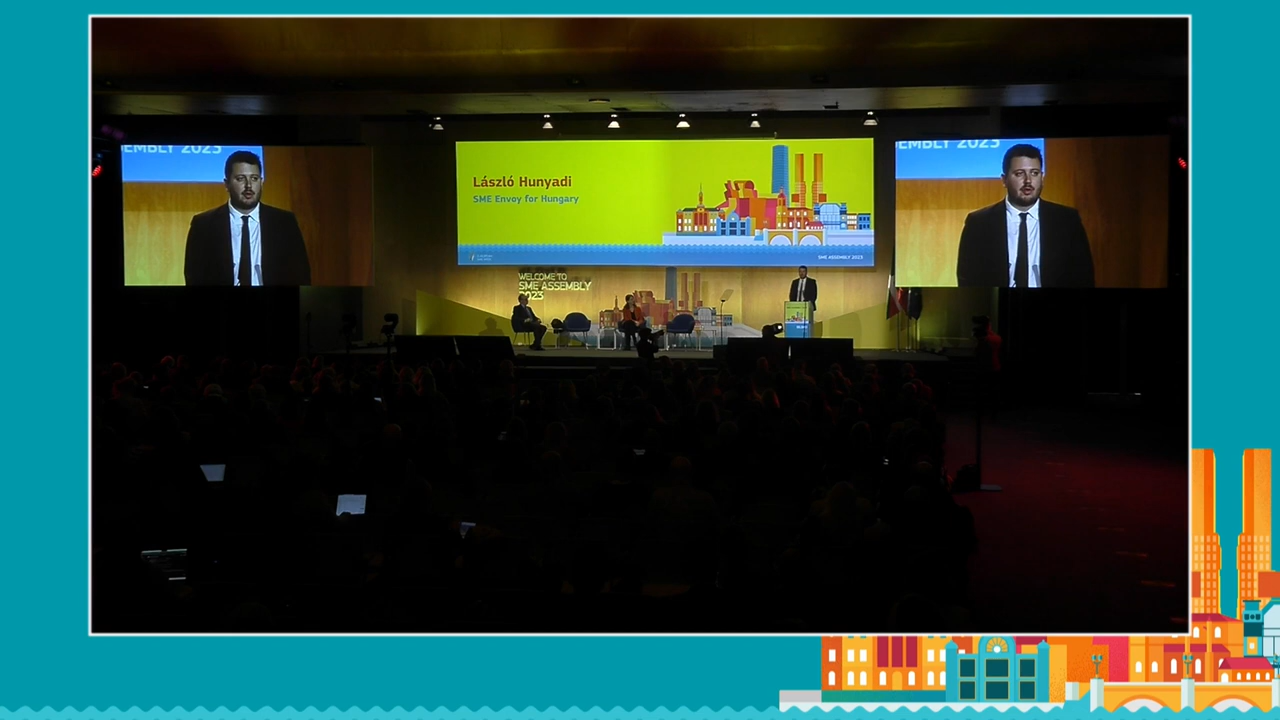 EMBLY 2023
László Hunyadi
SME Envoy for Hungary
SME ASSEMBLY 2023
EMBLY 2023
WELCOME TO
SME ASSEMBLY
2023